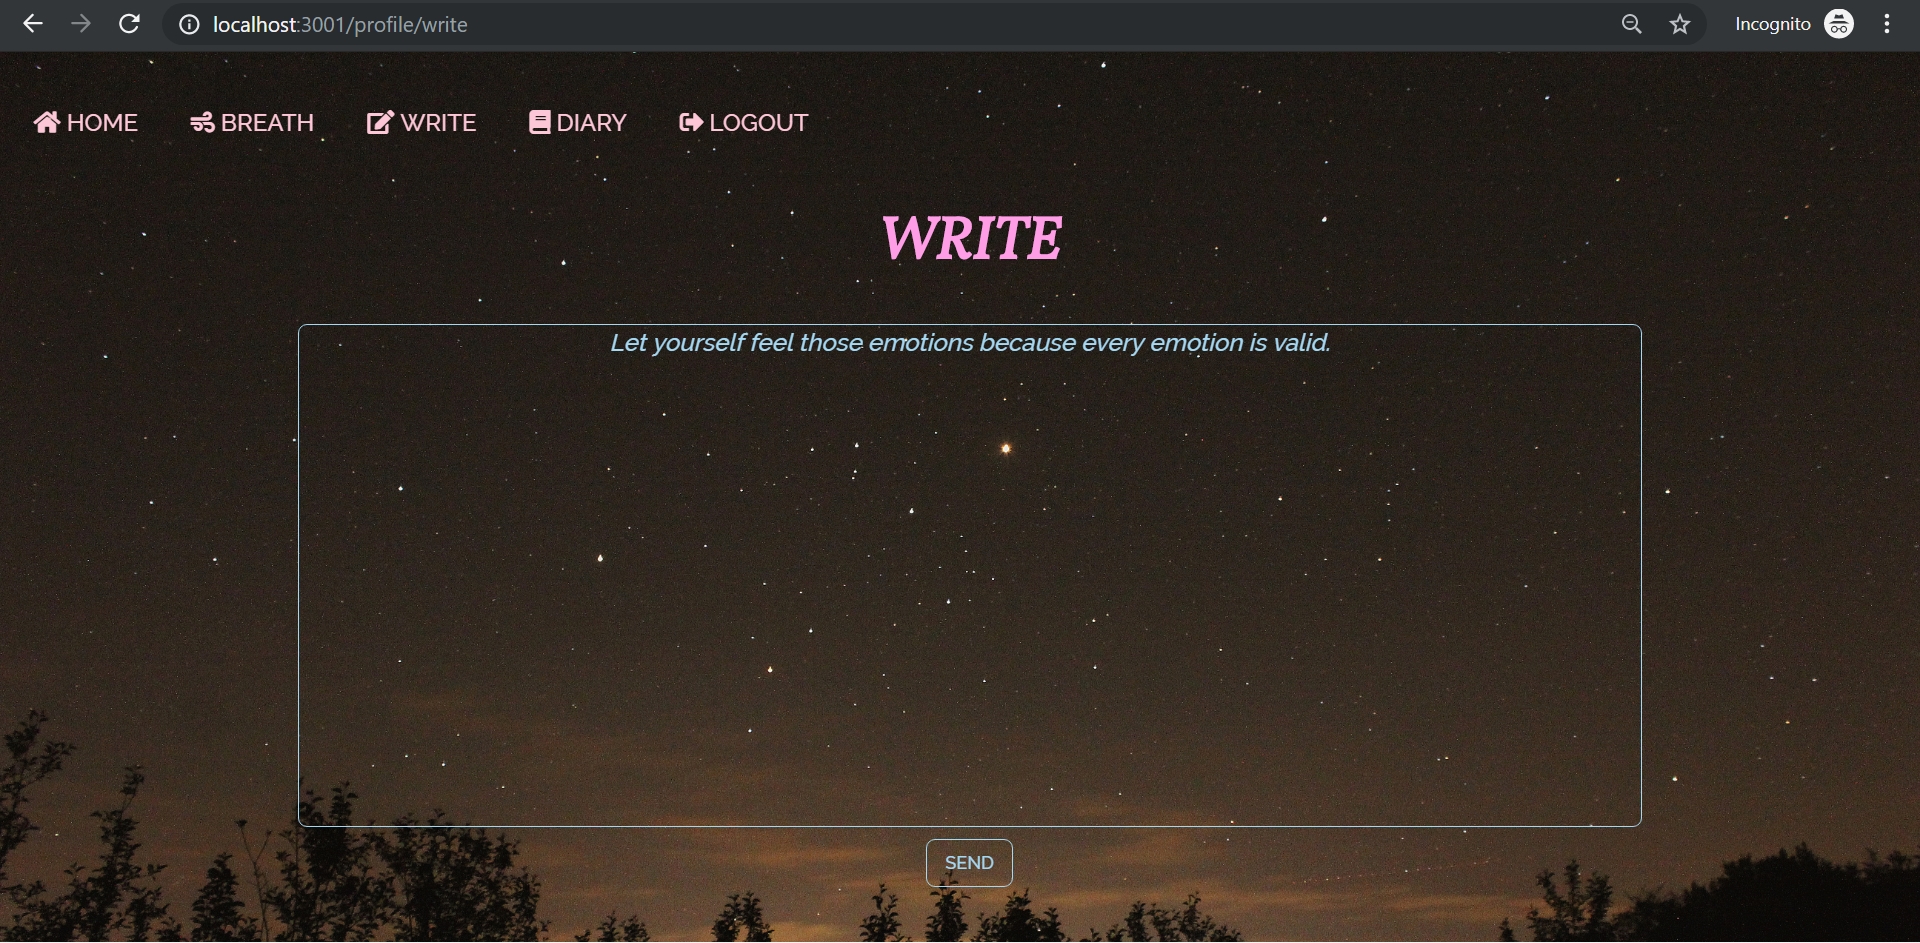 localhost:3001/profile/write
Incognito
HOME BREATH WRITE DIARY LOGOUT
WRITE
Let yourself feel those emotions because every emotion is valid.
SEND